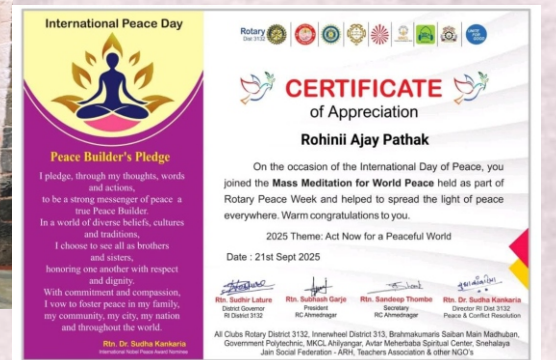 International Peace Day
Peace Builder's Pledge
I pledge, through my thoughts, words
and actions,
to be a strong messenger of peace a
true Peace Builder.
In a world of diverse beliefs, cultures
and traditions,
I choose to see all as brothers
and sisters,
honoring one another with respect
and dignity.
With commitment and compassion,
I vow to foster peace in my family,
my community, my city, my nation
and throughout the world.
Rtn. Dr. Sudha Kankaria
International Nobel Peace Award Nominee
Rotary
Dist 3132
CERTIFICATE
of Appreciation
Rohinii Ajay Pathak
On the occasion of the International Day of Peace, you
joined the Mass Meditation for World Peace held as part of
Rotary Peace Week and helped to spread the light of peace
everywhere. Warm congratulations to you.
2025 Theme: Act Now for a Peaceful World
Date : 21st Sept 2025
Rtn. Sudhir Lature
District Governor
RI District 3132
Rtn. Subhash Garje
President
RC Ahmednagar
Rtn. Sandeep Thombe
Secretary
RC Ahmednagar
Rtn. Dr. Sudha Kankaria
Director RI Dist 3132
Peace & Conflict Resolution
All Clubs Rotary District 3132, Innerwheel District 313, Brahmakumaris Saiban Main Madhuban,
Government Polytechnic, MKCL Ahilyangar, Avtar Meherbaba Spiritual Center, Snehalaya
Jain Social Federation - ARH, Teachers Association & other NGO's